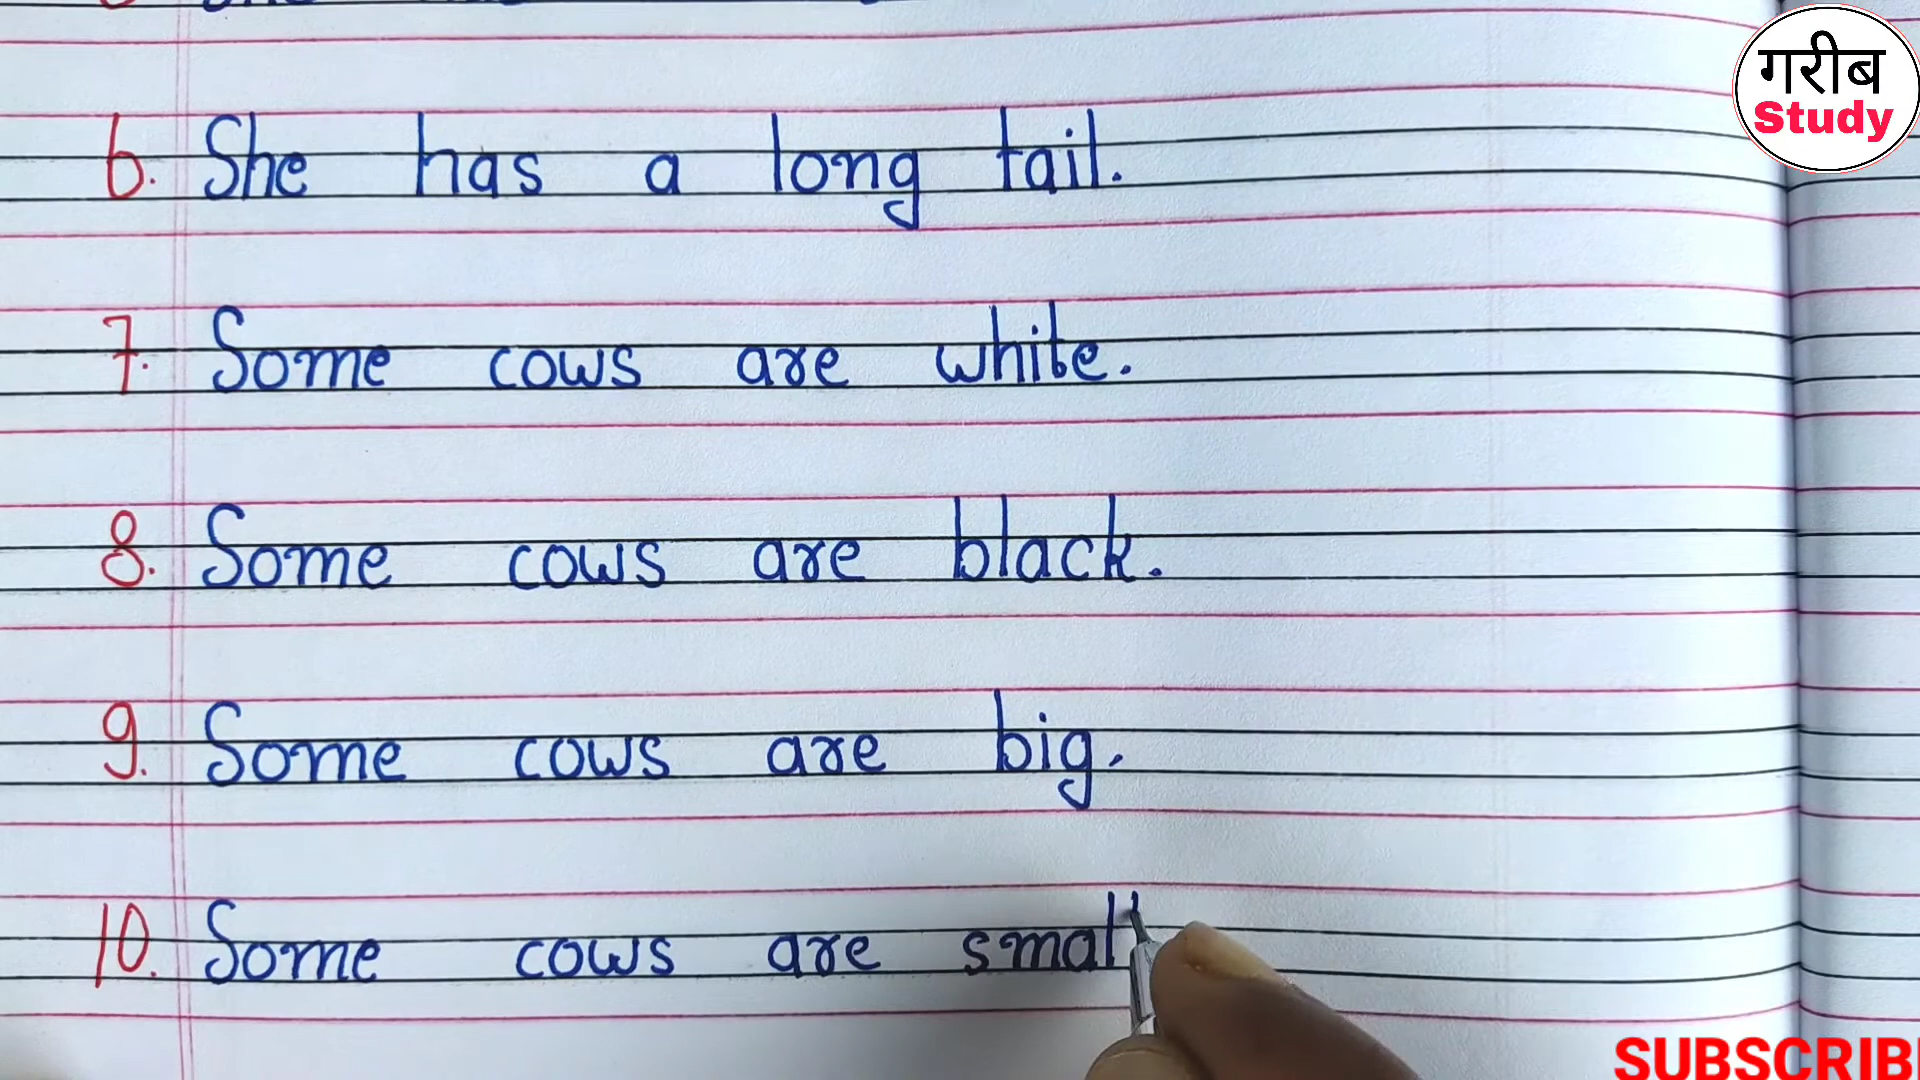 गरीब
Study
6. She has a long tail.
7. Some cows are white.
8. Some cows are black.
9. Some cows are big.
10. Some cows are small
SUBSCRIB